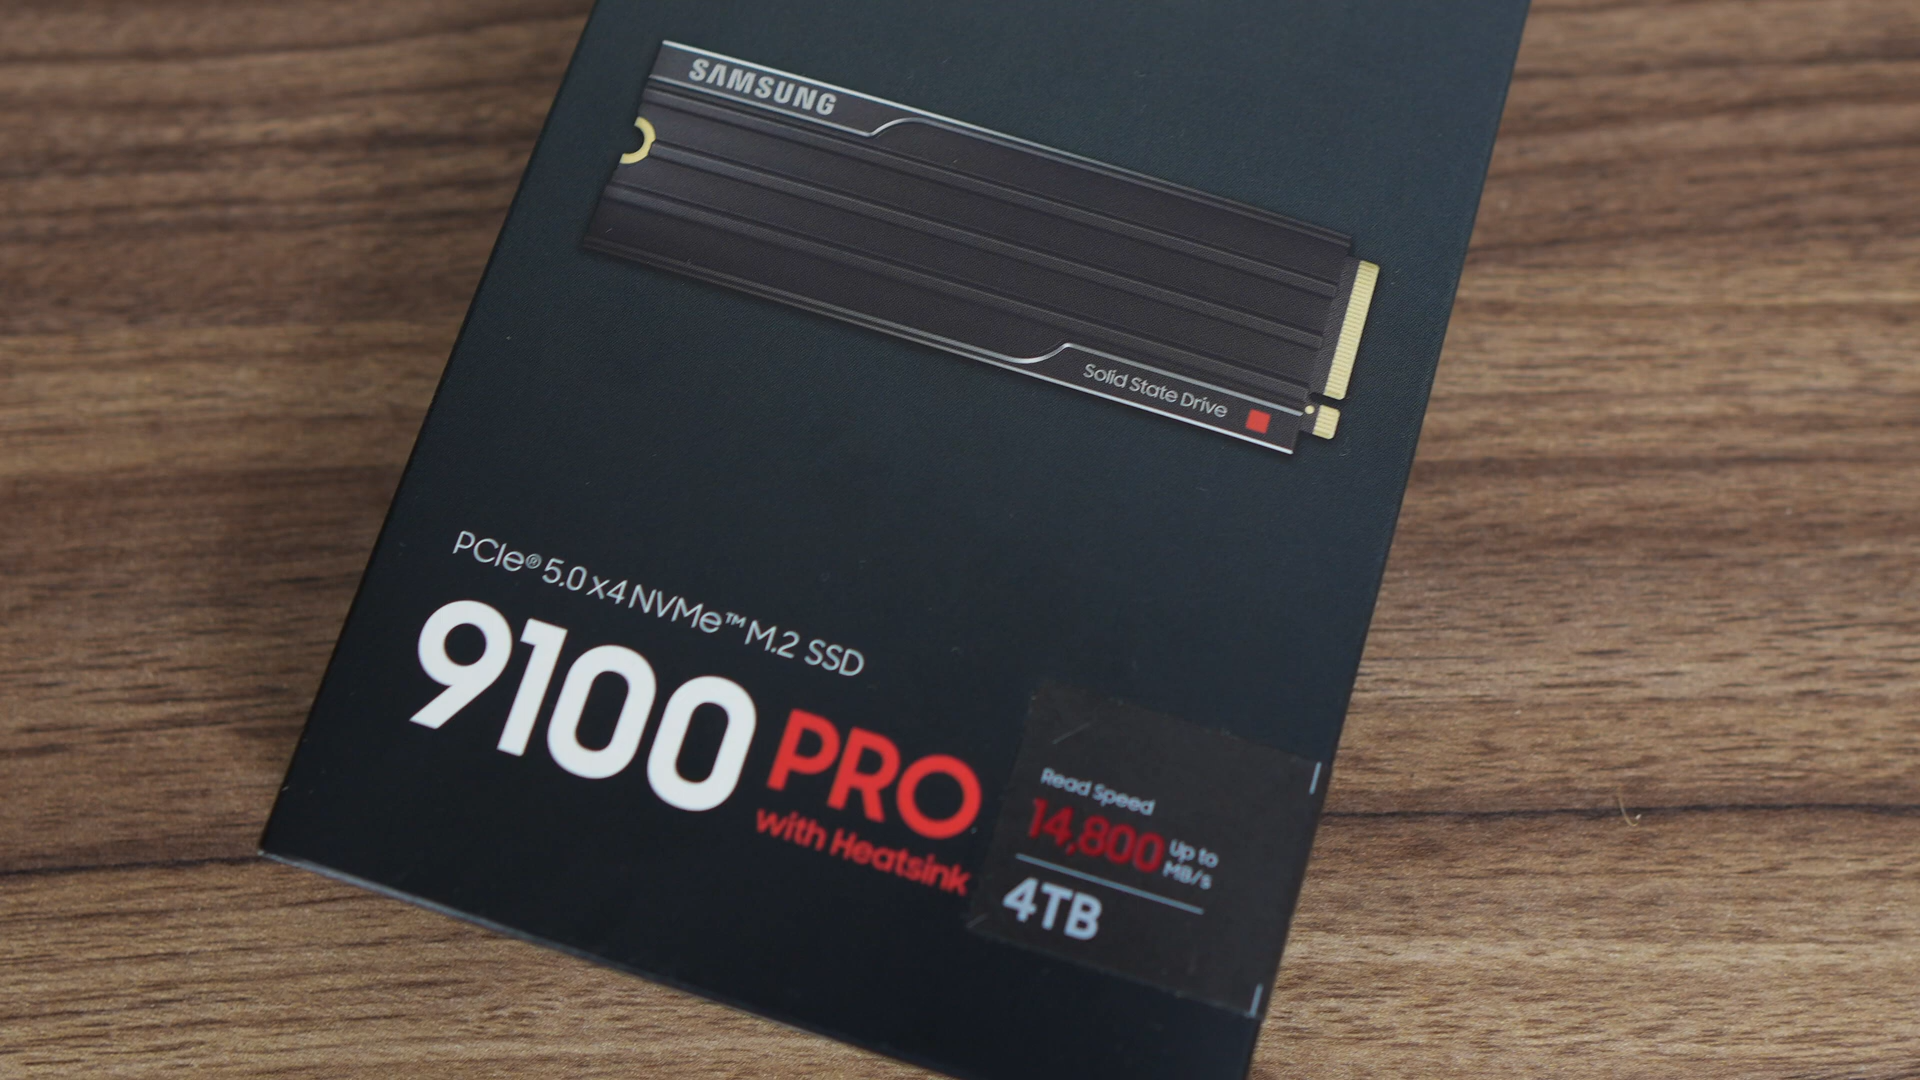 SAMSUNG
Solid State Drive
PCIe® 5.0 x4 NVMe™ M.2 SSD
9100 PRO
with Heatsink
Read Speed
14,800 Up to MB/s
4TB